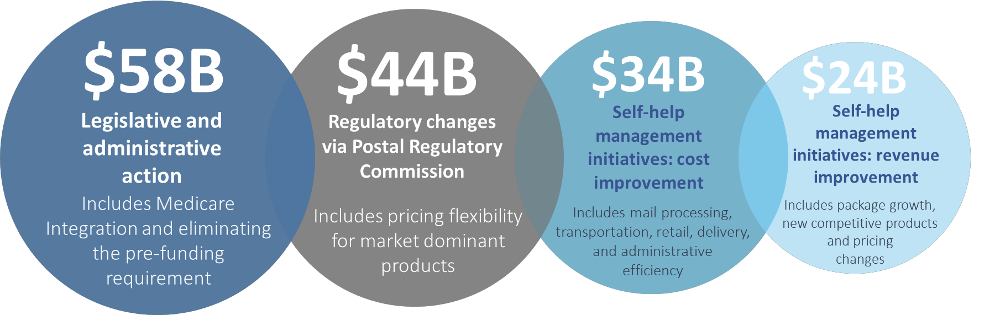 $58B
Legislative and
administrative
action
Includes Medicare
Integration and eliminating
the pre-funding
requirement
$44B
Regulatory changes
via Postal Regulatory
Commission
Includes pricing flexibility
for market dominant
products
$34B
Self-help
management
initiatives: cost
improvement
Includes mail processing,
transportation, retail, delivery,
and administrative
efficiency
$24B
Self-help
management
initiatives: revenue
improvement
Includes package growth,
new competitive products
and pricing
changes